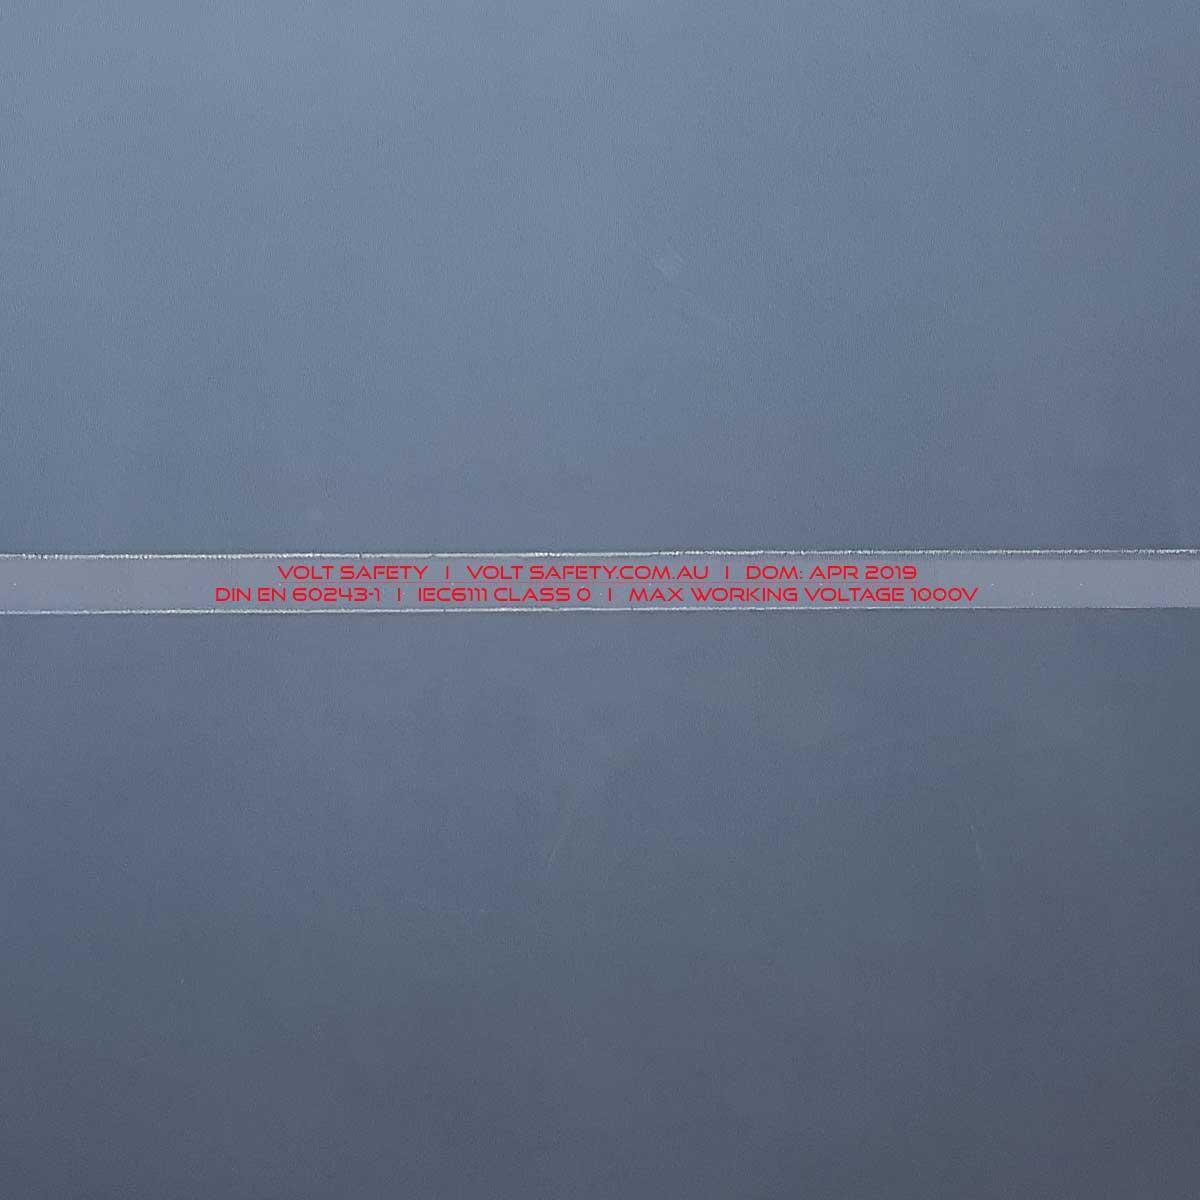 VOLT SAFETY | VOLT SAFETY.COM.AU | DOM: APR 2019
DIN EN 60243-1 | IEC61111 CLASS 0 | MAX WORKING VOLTAGE 1000V